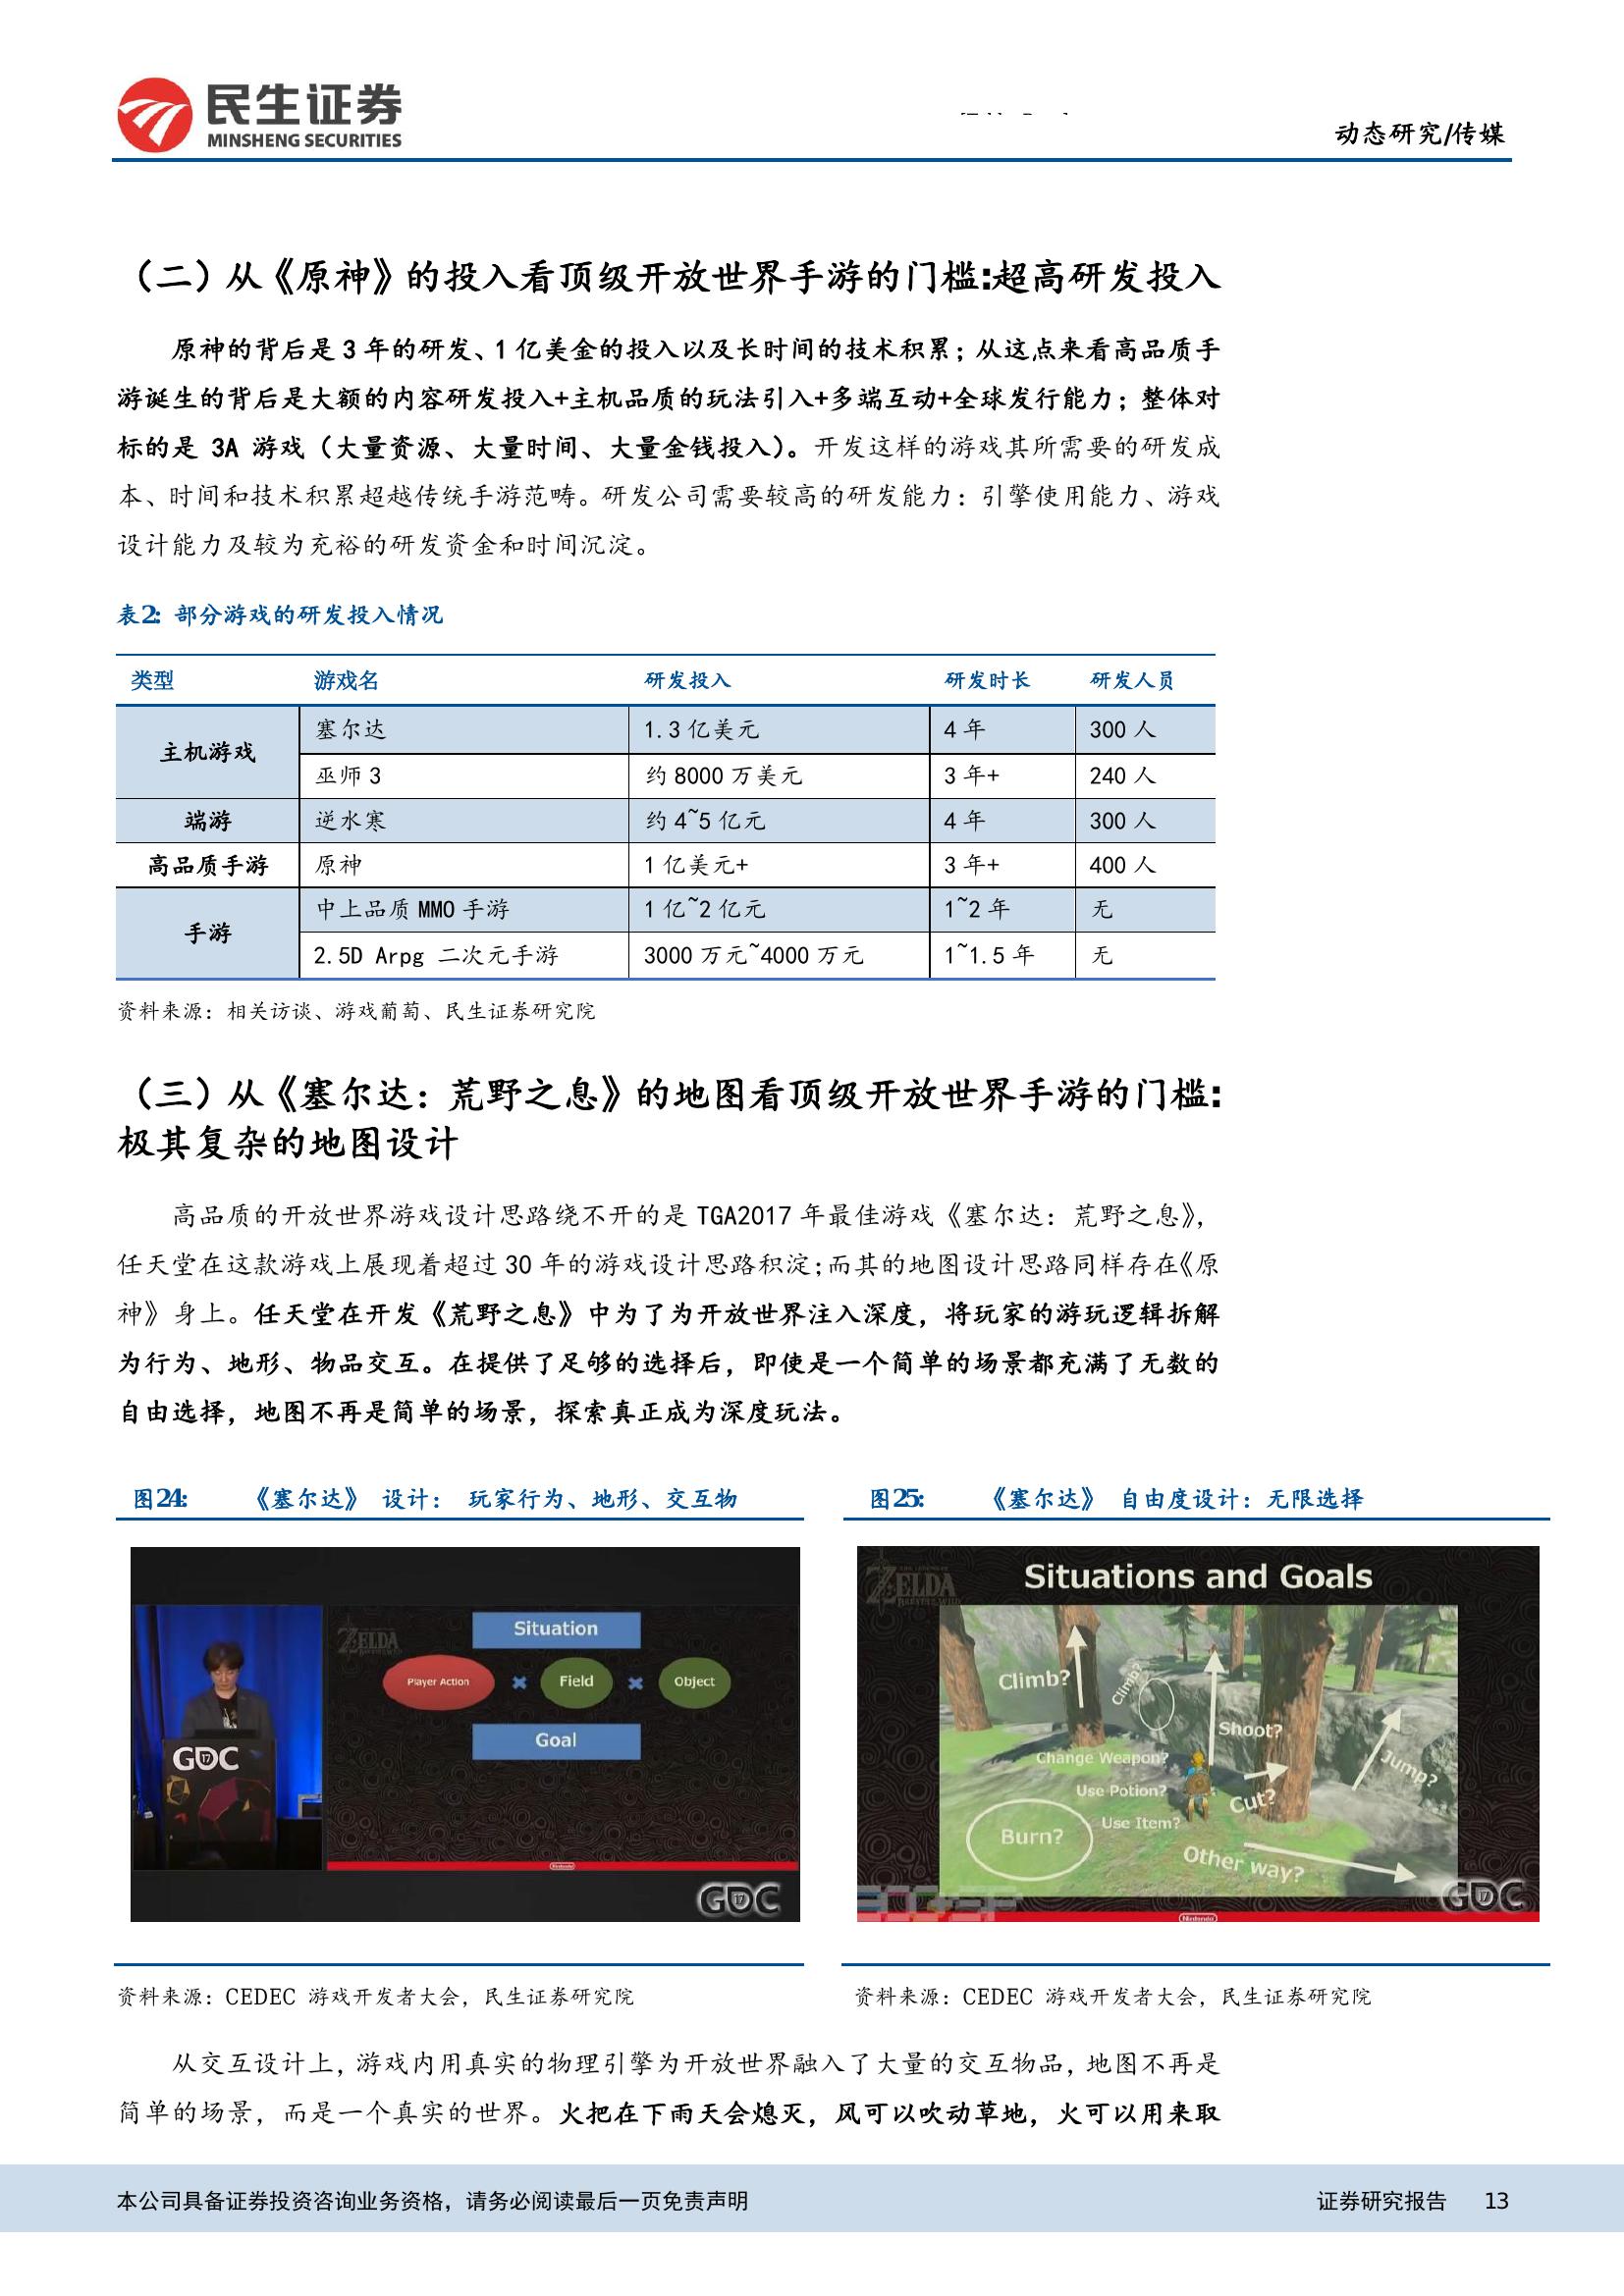 民生证券
MINSHENG SECURITIES
动态研究/传媒
（二）从《原神》的投入看顶级开放世界手游的门槛:超高研发投入
原神的背后是 3 年的研发、1 亿美金的投入以及长时间的技术积累；从这点来看高品质手
游诞生的背后是大额的内容研发投入+主机品质的玩法引入+多端互动+全球发行能力；整体对
标的是 3A 游戏（大量资源、大量时间、大量金钱投入）。开发这样的游戏其所需要的研发成
本、时间和技术积累超越传统手游范畴。研发公司需要较高的研发能力：引擎使用能力、游戏
设计能力及较为充裕的研发资金和时间沉淀。
表2: 部分游戏的研发投入情况
类型 游戏名 研发投入 研发时长 研发人员
主机游戏 塞尔达 1.3 亿美元 4 年 300 人
巫师 3 约 8000 万美元 3 年+ 240 人
端游 逆水寒 约 4~5 亿元 4 年 300 人
高品质手游 原神 1 亿美元+ 3 年+ 400 人
手游 中上品质 MMO 手游 1 亿~2 亿元 1~2 年 无
2.5D Arpg 二次元手游 3000 万元~4000 万元 1~1.5 年 无
资料来源：相关访谈、游戏葡萄、民生证券研究院
（三）从《塞尔达：荒野之息》的地图看顶级开放世界手游的门槛:
极其复杂的地图设计
高品质的开放世界游戏设计思路绕不开的是 TGA2017 年最佳游戏《塞尔达：荒野之息》，
任天堂在这款游戏上展现着超过 30 年的游戏设计思路积淀；而其的地图设计思路同样存在《原
神》身上。任天堂在开发《荒野之息》中为了为开放世界注入深度，将玩家的游玩逻辑拆解
为行为、地形、物品交互。在提供了足够的选择后，即使是一个简单的场景都充满了无数的
自由选择，地图不再是简单的场景，探索真正成为深度玩法。
图24: 《塞尔达》 设计： 玩家行为、地形、交互物
ZELDA
Situation
Player Action × Field × Object
Goal
GDC 17
Nintendo
GDC 17
资料来源：CEDEC 游戏开发者大会，民生证券研究院
图25: 《塞尔达》 自由度设计：无限选择
ZELDA
Situations and Goals
Climb?
Climb?
Shoot?
Change Weapon?
Jump?
Use Potion?
Cut?
Use Item?
Burn?
Other way?
GDC 17
Nintendo
资料来源：CEDEC 游戏开发者大会，民生证券研究院
从交互设计上，游戏内用真实的物理引擎为开放世界融入了大量的交互物品，地图不再是
简单的场景，而是一个真实的世界。火把在下雨天会熄灭，风可以吹动草地，火可以用来取
本公司具备证券投资咨询业务资格，请务必阅读最后一页免责声明 证券研究报告 13